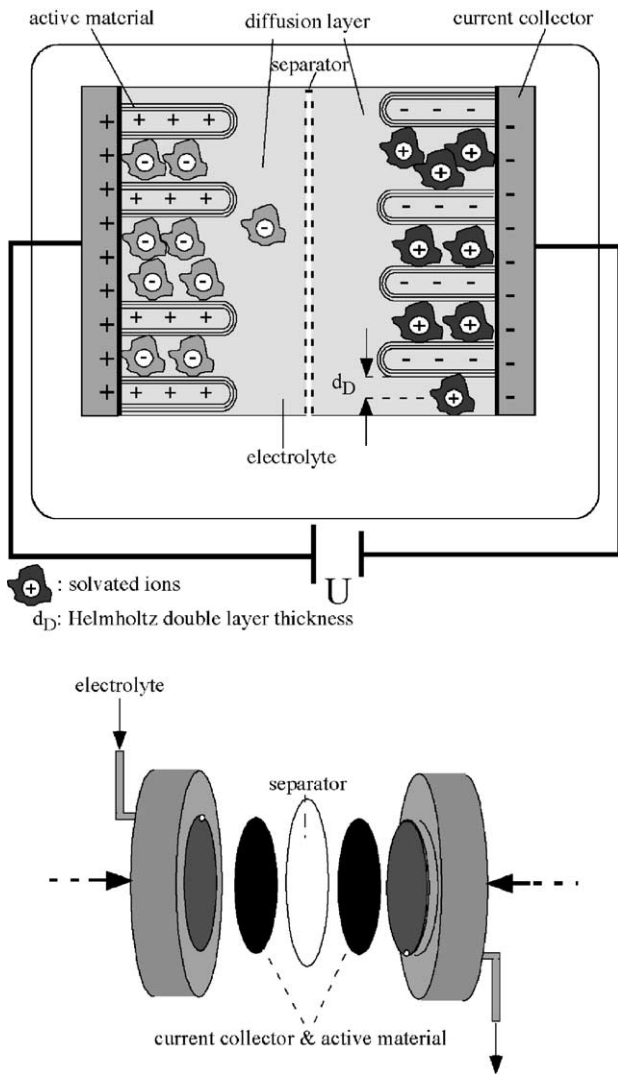 active material
diffusion layer
current collector
separator
d_D
electrolyte
U
: solvated ions
d_D: Helmholtz double layer thickness
electrolyte
separator
current collector & active material